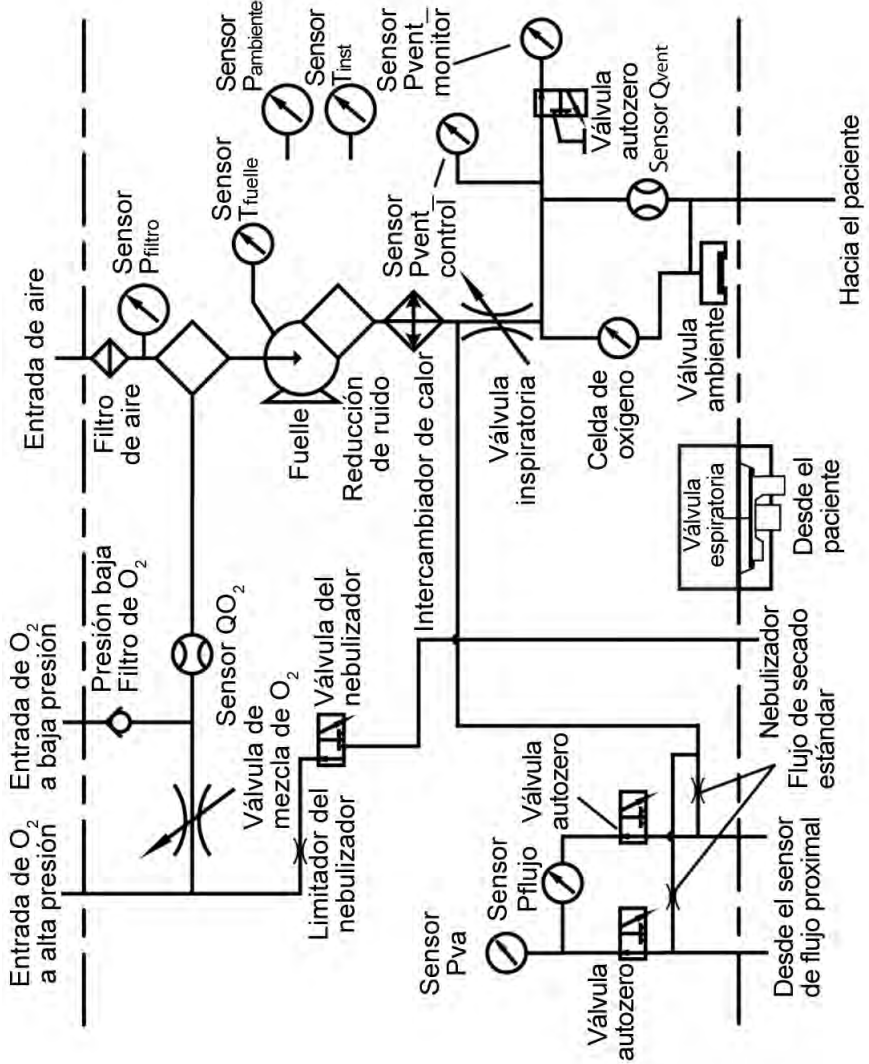 Entrada de O2
a alta presión
Entrada de O2
a baja presión
Entrada de aire
Presión baja
Filtro de O2
Filtro
de aire
Sensor
Pfiltro
Sensor QO2
Válvula de
mezcla de O2
Limitador del
nebulizador
Válvula del
nebulizador
Fuelle
Sensor
Tfuelle
Sensor
Pambiente
Sensor
Tinst
Reducción
de ruido
Intercambiador de calor
Sensor
Pvent_
control
Sensor
Pvent_
monitor
Válvula
inspiratoria
Válvula
autozero
Sensor Qvent
Celda de
oxígeno
Válvula
ambiente
Sensor
Pva
Sensor
Pflujo
Válvula
autozero
Válvula
autozero
Válvula
espiratoria
Desde el sensor
de flujo proximal
Flujo de secado
estándar
Nebulizador
Desde el
paciente
Hacia el paciente